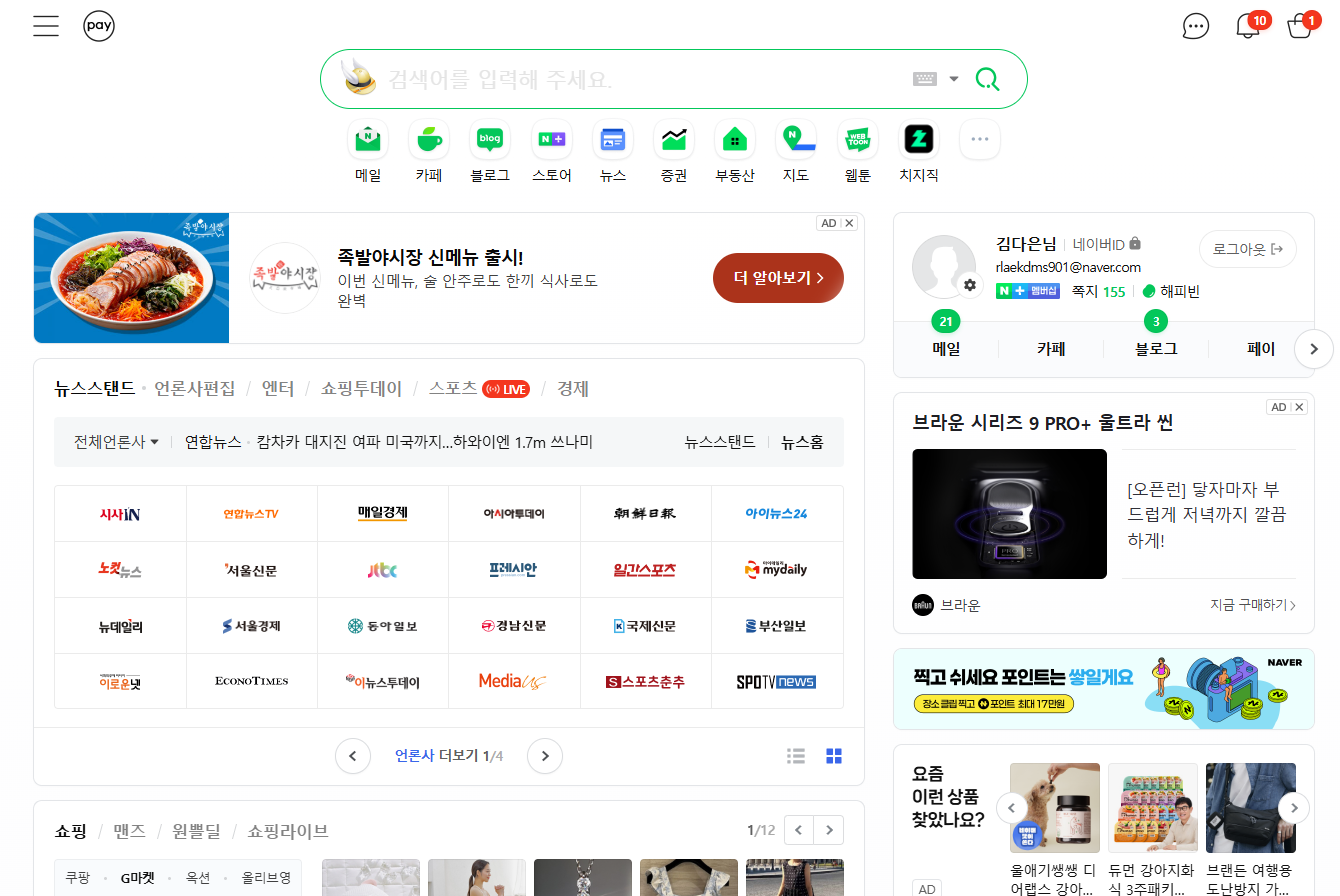 pay
10
1
검색어를 입력해 주세요.
N
blog
N+
N
WEB
TOON
메일
카페
블로그
스토어
뉴스
증권
부동산
지도
웹툰
치지직
족발야시장
족발야시장
족발야시장 신메뉴 출시!
이번 신메뉴, 술 안주로도 한끼 식사로도
완벽
AD
더 알아보기
김다은님
네이버ID
로그아웃
rlaekdms901@naver.com
N+ 멤버십
쪽지 155
해피빈
21
3
메일
카페
블로그
페이
뉴스스탠드 · 언론사편집 / 엔터 / 쇼핑투데이 / 스포츠 LIVE / 경제
전체언론사
연합뉴스 · 캄차카 대지진 여파 미국까지...하와이엔 1.7m 쓰나미
뉴스스탠드
뉴스홈
시사IN
연합뉴스TV
매일경제
아시아투데이
朝鮮日報
아이뉴스24
노컷뉴스
서울신문
jtbc
프레시안
일간스포츠
마이데일리
mydaily
뉴데일리
서울경제
동아일보
경남신문
국제신문
부산일보
이로운넷
ECONOTIMES
이뉴스투데이
Media us
스포츠춘추
SPOTV news
언론사 더보기 1/4
AD
브라운 시리즈 9 PRO+ 울트라 씬
PRO
[오픈런] 닿자마자 부
드럽게 저녁까지 깔끔
하게!
BRAUN
브라운
지금 구매하기
찍고 쉬세요 포인트는 쌓일게요
장소 클립 찍고 N포인트 최대 17만원
NAVER
요즘
이런 상품
찾았나요?
AD
울애기쌩쌩 디
어랩스 강아...
듀먼 강아지화
식 3주패키...
브랜든 여행용
도난방지 가...
쇼핑 / 맨즈 / 원쁠딜 / 쇼핑라이브
1/12
쿠팡 · G마켓 · 옥션 · 올리브영